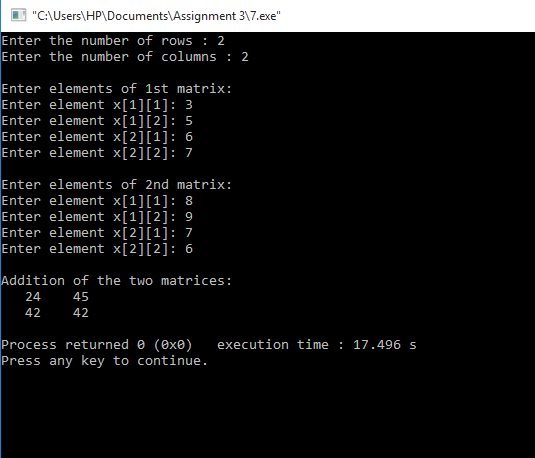 "C:\Users\HP\Documents\Assignment 3\7.exe"
Enter the number of rows : 2
Enter the number of columns : 2
Enter elements of 1st matrix:
Enter element x[1][1]: 3
Enter element x[1][2]: 5
Enter element x[2][1]: 6
Enter element x[2][2]: 7
Enter elements of 2nd matrix:
Enter element x[1][1]: 8
Enter element x[1][2]: 9
Enter element x[2][1]: 7
Enter element x[2][2]: 6
Addition of the two matrices:
   24    45
   42    42
Process returned 0 (0x0)   execution time : 17.496 s
Press any key to continue.